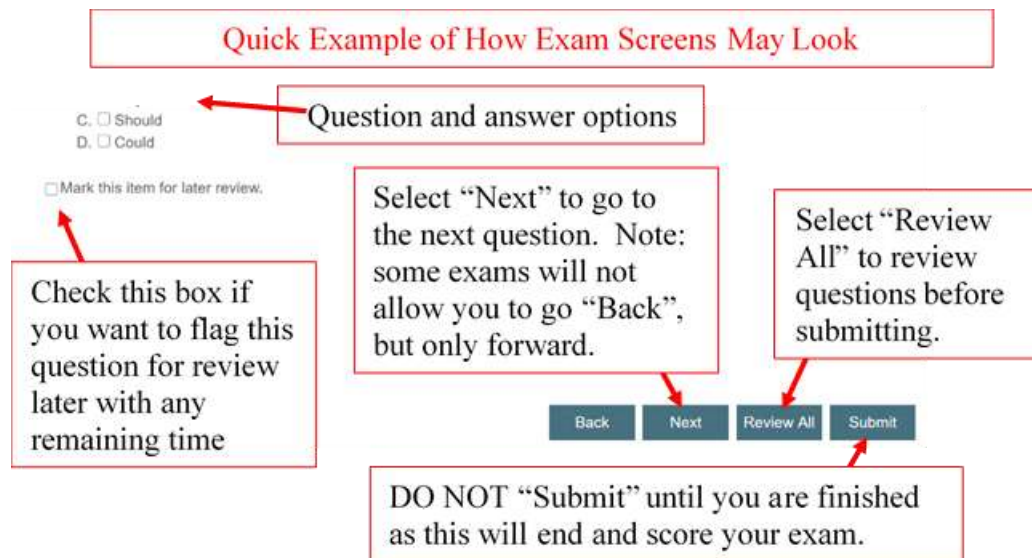 Quick Example of How Exam Screens May Look
Question and answer options
C. Should
D. Could
Mark this item for later review.
Check this box if
you want to flag this
question for review
later with any
remaining time
Select “Next” to go to
the next question.  Note:
some exams will not
allow you to go “Back”,
but only forward.
Select “Review
All” to review
questions before
submitting.
Back
Next
Review All
Submit
DO NOT “Submit” until you are finished
as this will end and score your exam.